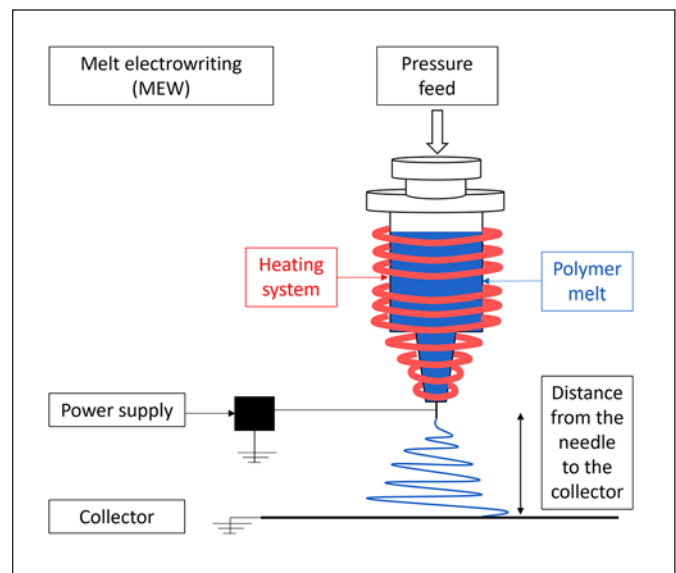 Melt electrowriting
(MEW)
Pressure
feed
Heating
system
Polymer
melt
Power supply
Distance
from the
needle
to the
collector
Collector